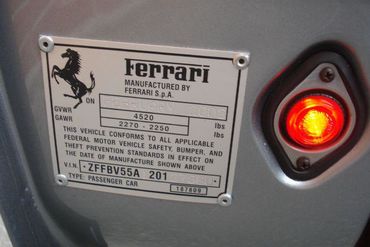 Ferrari
MANUFACTURED BY
FERRARI S.p.A.
ON
GVWR 4520 lbs
GAWR 2270 - 2250 lbs
THIS VEHICLE CONFORMS TO ALL APPLICABLE
FEDERAL MOTOR VEHICLE SAFETY, BUMPER, AND
THEFT PREVENTION STANDARDS IN EFFECT ON
THE DATE OF MANUFACTURE SHOWN ABOVE
V.I.N. ZFFBV55A 201
TYPE: PASSENGER CAR 187809